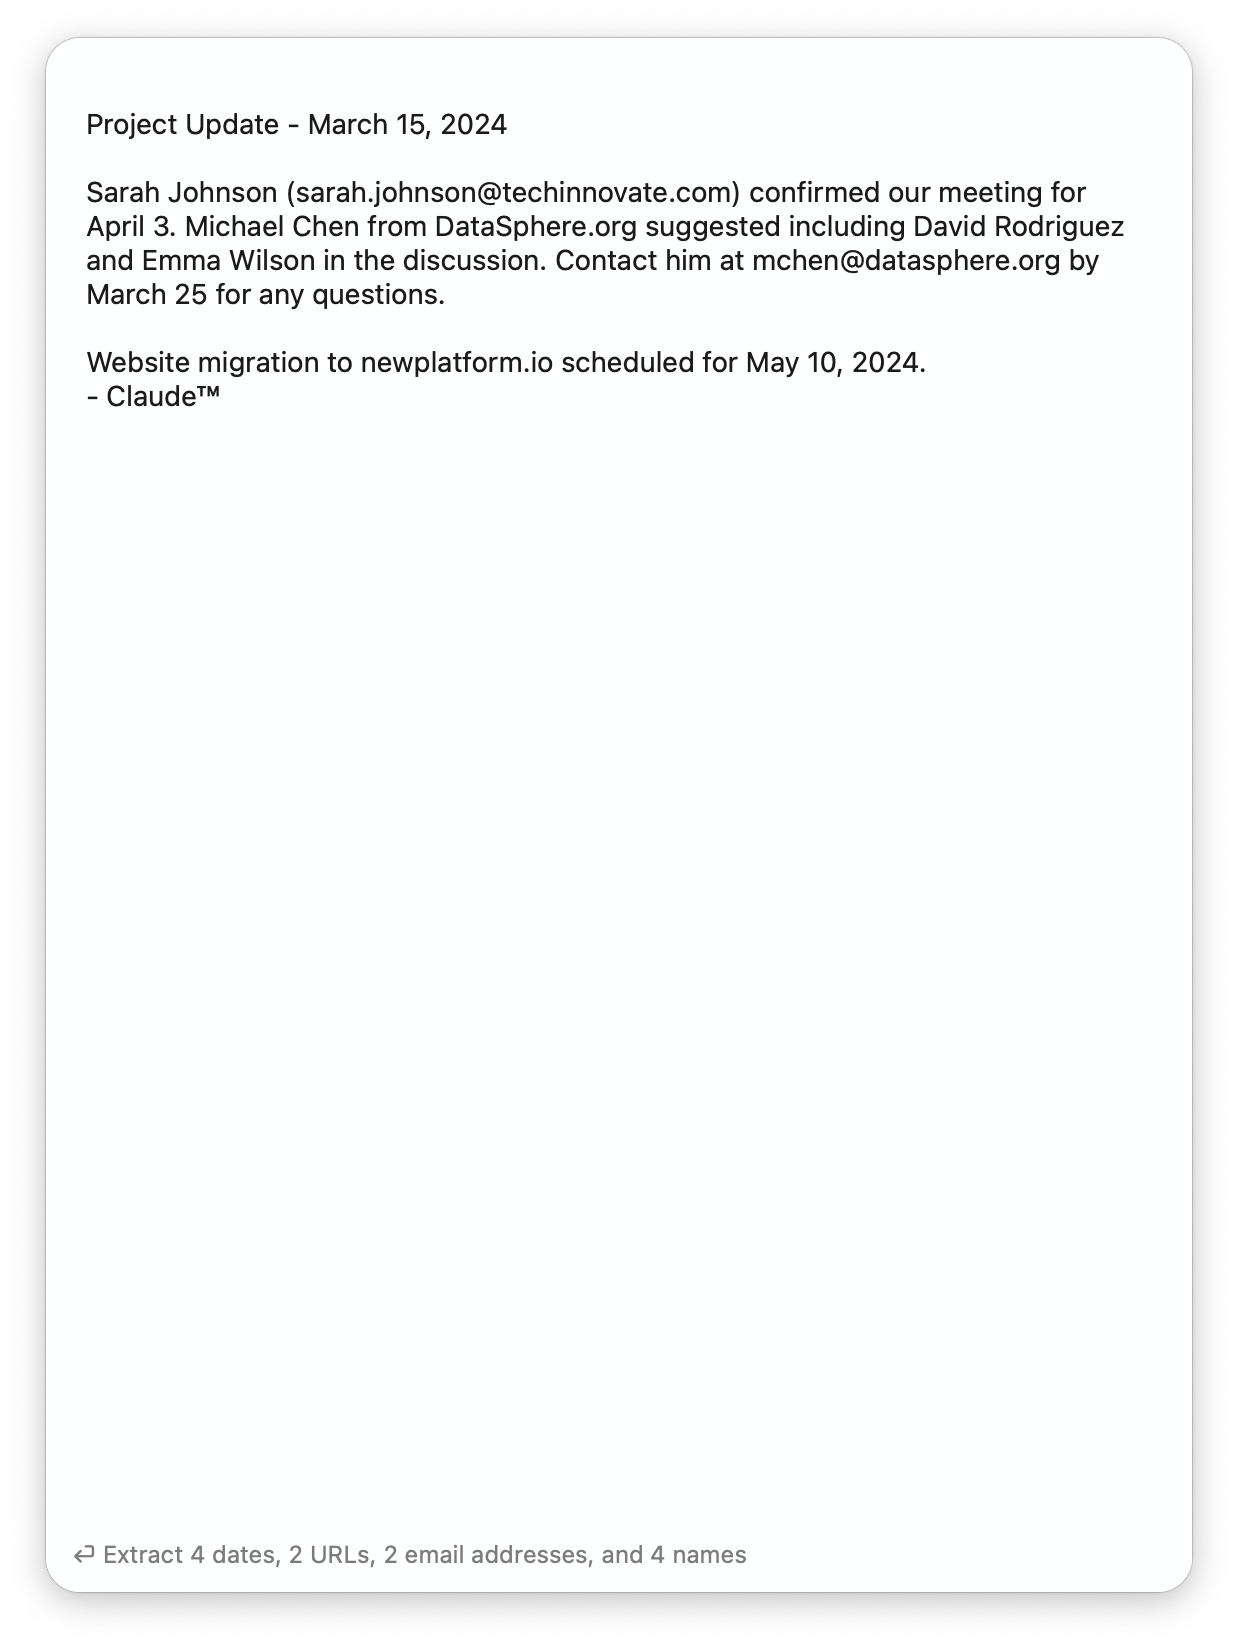 Project Update - March 15, 2024
Sarah Johnson (sarah.johnson@techinnovate.com) confirmed our meeting for
April 3. Michael Chen from DataSphere.org suggested including David Rodriguez
and Emma Wilson in the discussion. Contact him at mchen@datasphere.org by
March 25 for any questions.
Website migration to newplatform.io scheduled for May 10, 2024.
- Claude™
↩ Extract 4 dates, 2 URLs, 2 email addresses, and 4 names